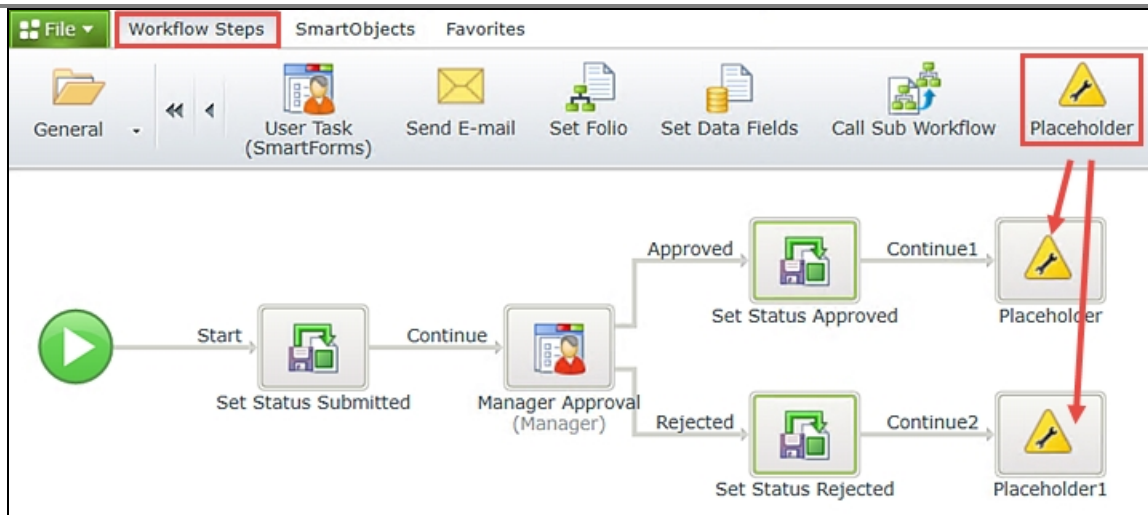 File
Workflow Steps
SmartObjects
Favorites
General
User Task
(SmartForms)
Send E-mail
Set Folio
Set Data Fields
Call Sub Workflow
Placeholder
Start
Set Status Submitted
Continue
Manager Approval
(Manager)
Approved
Set Status Approved
Continue1
Placeholder
Rejected
Set Status Rejected
Continue2
Placeholder1